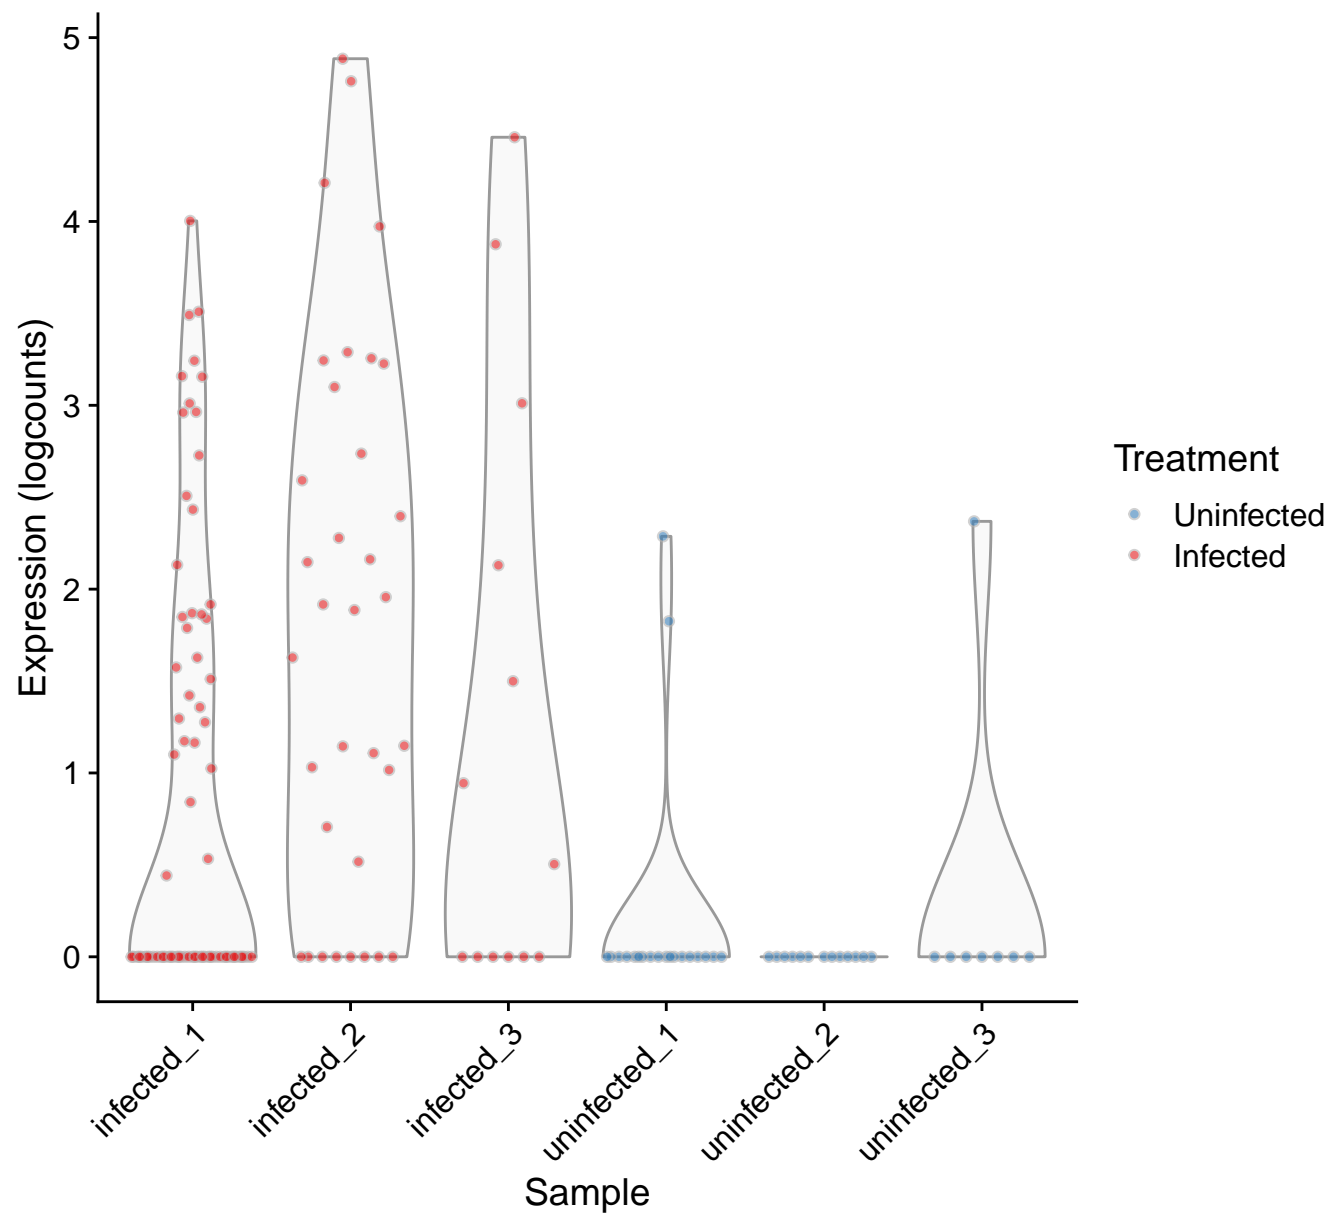 5
4
3
2
1
0
Expression (logcounts)
infected_1
infected_2
infected_3
uninfected_1
uninfected_2
uninfected_3
Sample
Treatment
Uninfected
Infected